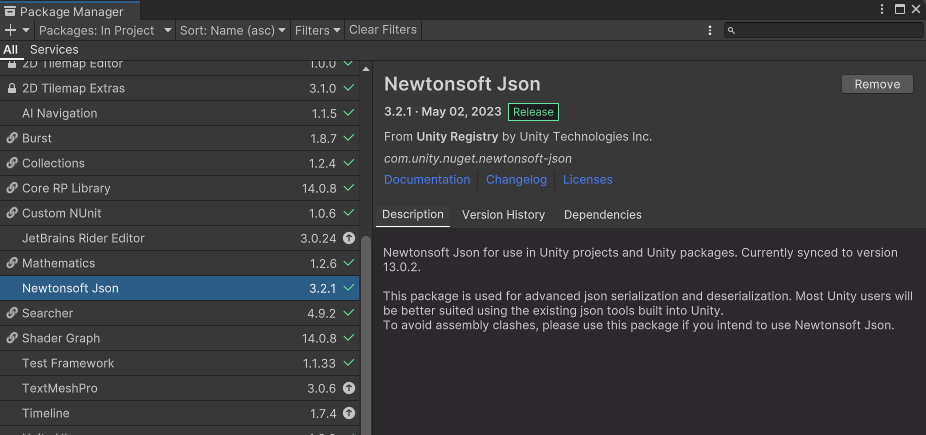 Package Manager
Packages: In Project
Sort: Name (asc)
Filters
Clear Filters
All
Services
2D Tilemap Editor 1.0.0
2D Tilemap Extras 3.1.0
AI Navigation 1.1.5
Burst 1.8.7
Collections 1.2.4
Core RP Library 14.0.8
Custom NUnit 1.0.6
JetBrains Rider Editor 3.0.24
Mathematics 1.2.6
Newtonsoft Json 3.2.1
Searcher 4.9.2
Shader Graph 14.0.8
Test Framework 1.1.33
TextMeshPro 3.0.6
Timeline 1.7.4
Newtonsoft Json
Remove
3.2.1 · May 02, 2023 Release
From Unity Registry by Unity Technologies Inc.
com.unity.nuget.newtonsoft-json
Documentation Changelog Licenses
Description Version History Dependencies
Newtonsoft Json for use in Unity projects and Unity packages. Currently synced to version
13.0.2.
This package is used for advanced json serialization and deserialization. Most Unity users will
be better suited using the existing json tools built into Unity.
To avoid assembly clashes, please use this package if you intend to use Newtonsoft Json.